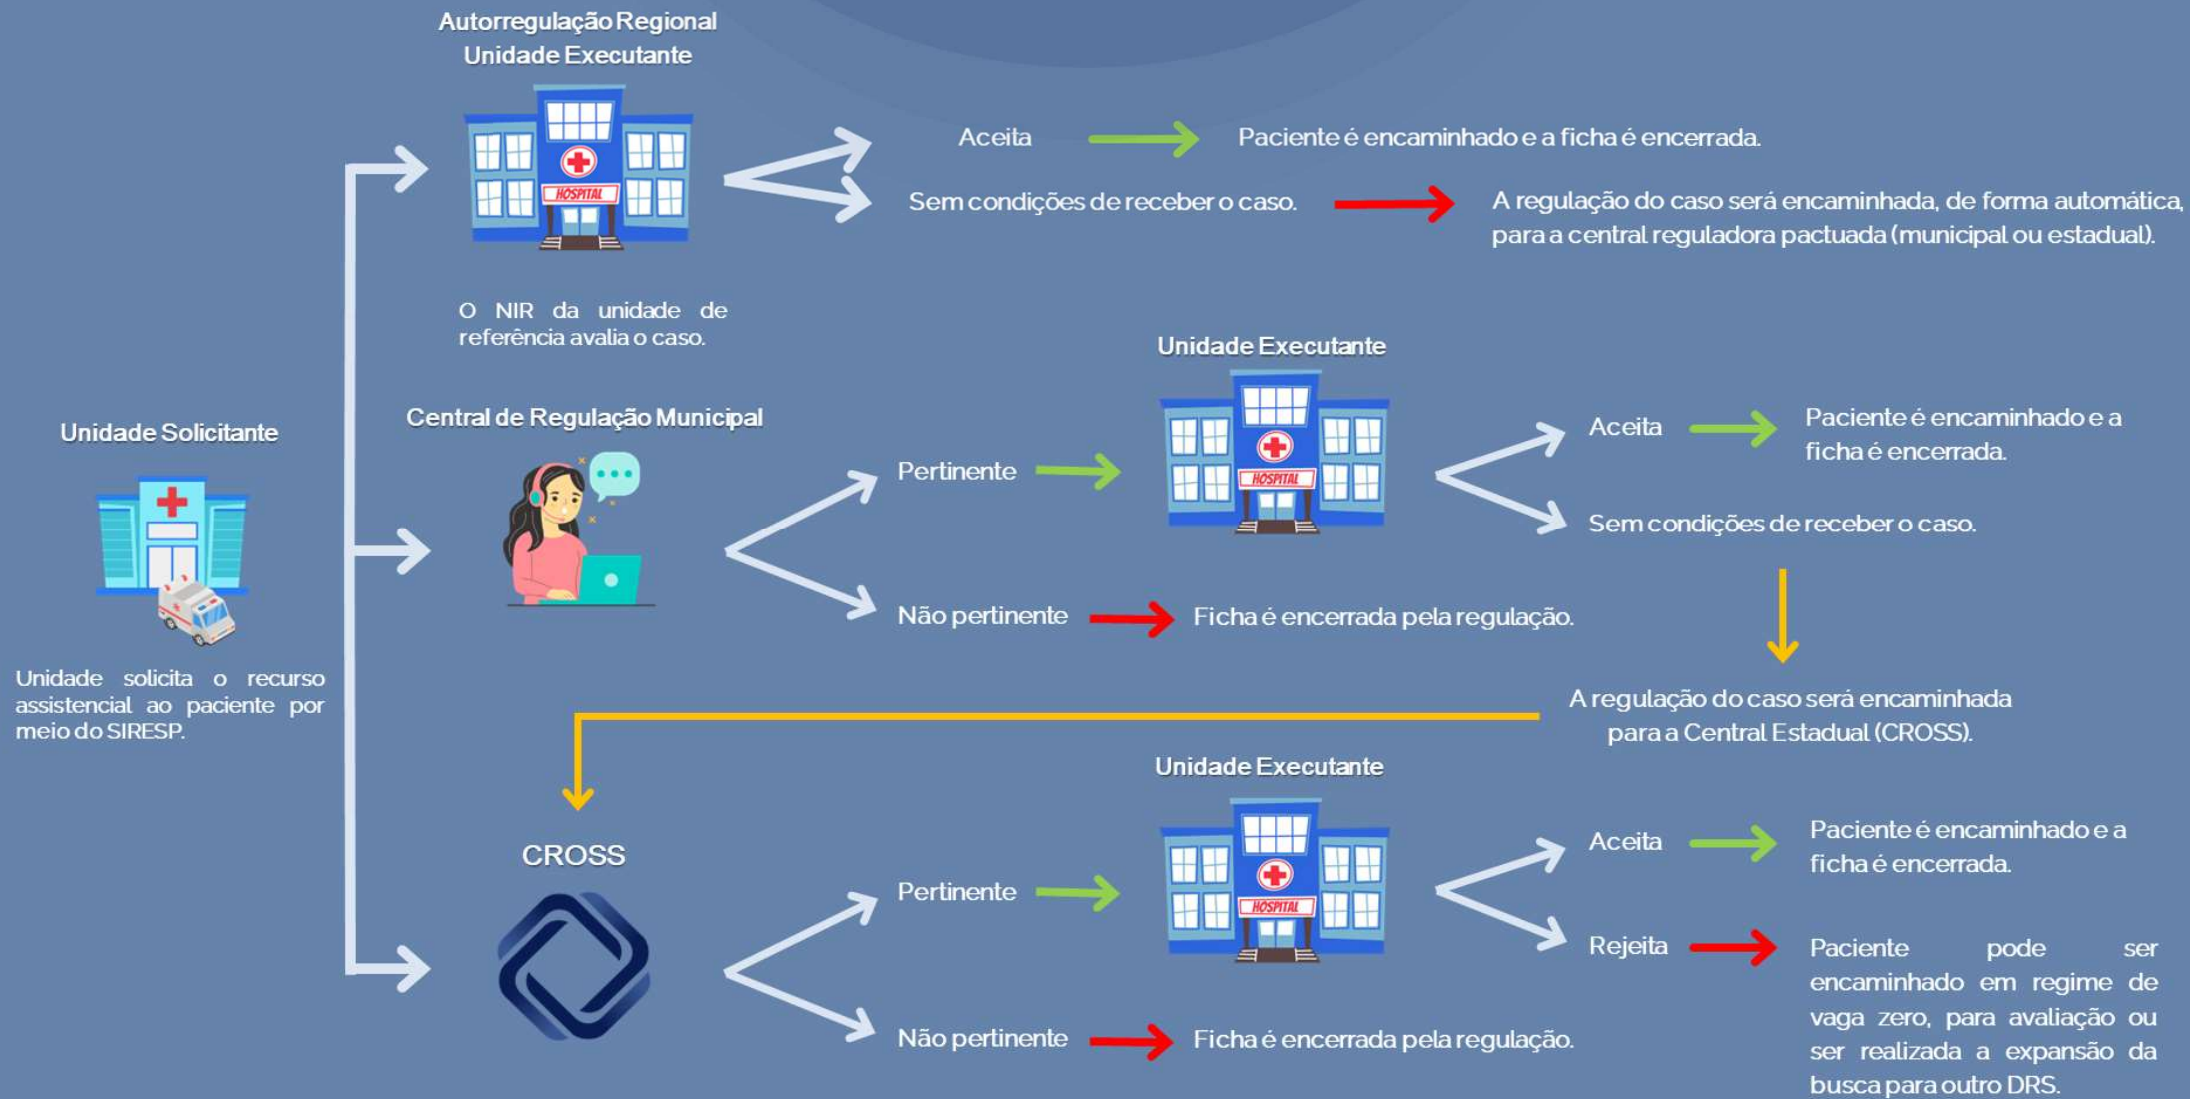 Autorregulação Regional
Unidade Executante
HOSPITAL
Aceita
Paciente é encaminhado e a ficha é encerrada.
Sem condições de receber o caso.
A regulação do caso será encaminhada, de forma automática,
para a central reguladora pactuada (municipal ou estadual).
O NIR da unidade de
referência avalia o caso.
Unidade Solicitante
Unidade solicita o recurso
assistencial ao paciente por
meio do SIRESP.
Central de Regulação Municipal
Pertinente
Unidade Executante
HOSPITAL
Aceita
Paciente é encaminhado e a
ficha é encerrada.
Sem condições de receber o caso.
Não pertinente
Ficha é encerrada pela regulação.
A regulação do caso será encaminhada
para a Central Estadual (CROSS).
CROSS
Pertinente
Unidade Executante
HOSPITAL
Aceita
Paciente é encaminhado e a
ficha é encerrada.
Rejeita
Paciente pode ser
encaminhado em regime de
vaga zero, para avaliação ou
ser realizada a expansão da
busca para outro DRS.
Não pertinente
Ficha é encerrada pela regulação.